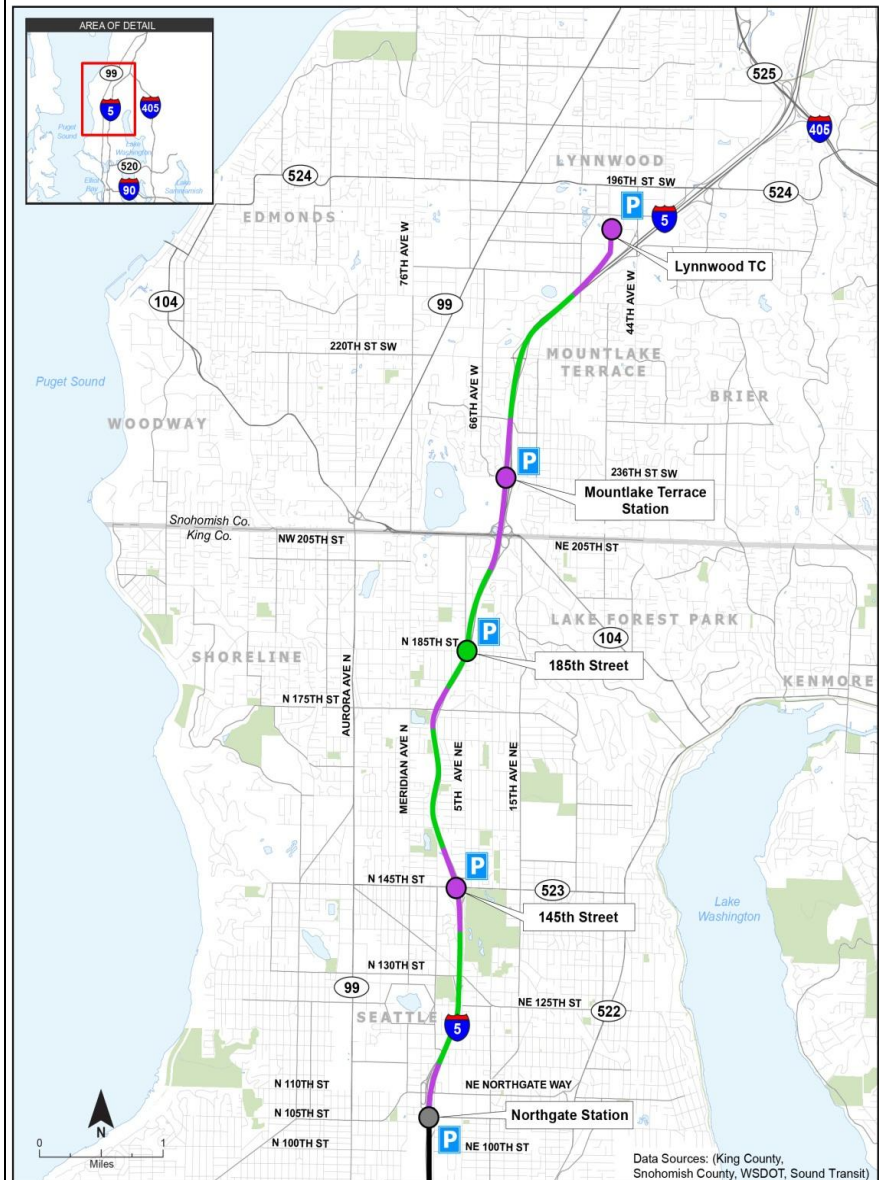 AREA OF DETAIL
99
5
405
Puget
Sound
Lake
Washington
520
Elliott
Bay
90
Lake
Sammamish
525
405
LYNNWOOD
196TH ST SW
524
524
P
5
EDMONDS
76TH AVE W
Lynnwood TC
104
99
44TH AVE W
220TH ST SW
MOUNTLAKE
TERRACE
Puget Sound
66TH AVE W
BRIER
WOODWAY
P
236TH ST SW
Mountlake Terrace
Station
Snohomish Co.
King Co.
NW 205TH ST
NE 205TH ST
LAKE FOREST PARK
P
N 185TH ST
104
SHORELINE
185th Street
KENMORE
N 175TH ST
AURORA AVE N
MERIDIAN AVE N
5TH AVE NE
15TH AVE NE
P
N 145TH ST
523
145th Street
Lake
Washington
N 130TH ST
99
NE 125TH ST
522
SEATTLE
5
N 110TH ST
NE NORTHGATE WAY
N 105TH ST
Northgate Station
N 100TH ST
P
NE 100TH ST
N
0
1
Miles
Data Sources: (King County,
Snohomish County, WSDOT, Sound Transit)